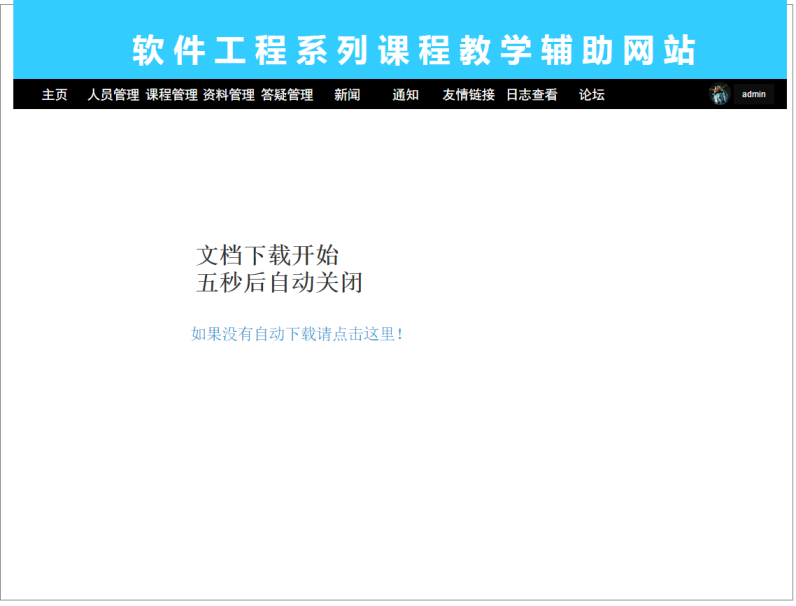 软件工程系列课程教学辅助网站
主页 人员管理 课程管理 资料管理 答疑管理 新闻 通知 友情链接 日志查看 论坛 admin
文档下载开始
五秒后自动关闭
如果没有自动下载请点击这里！